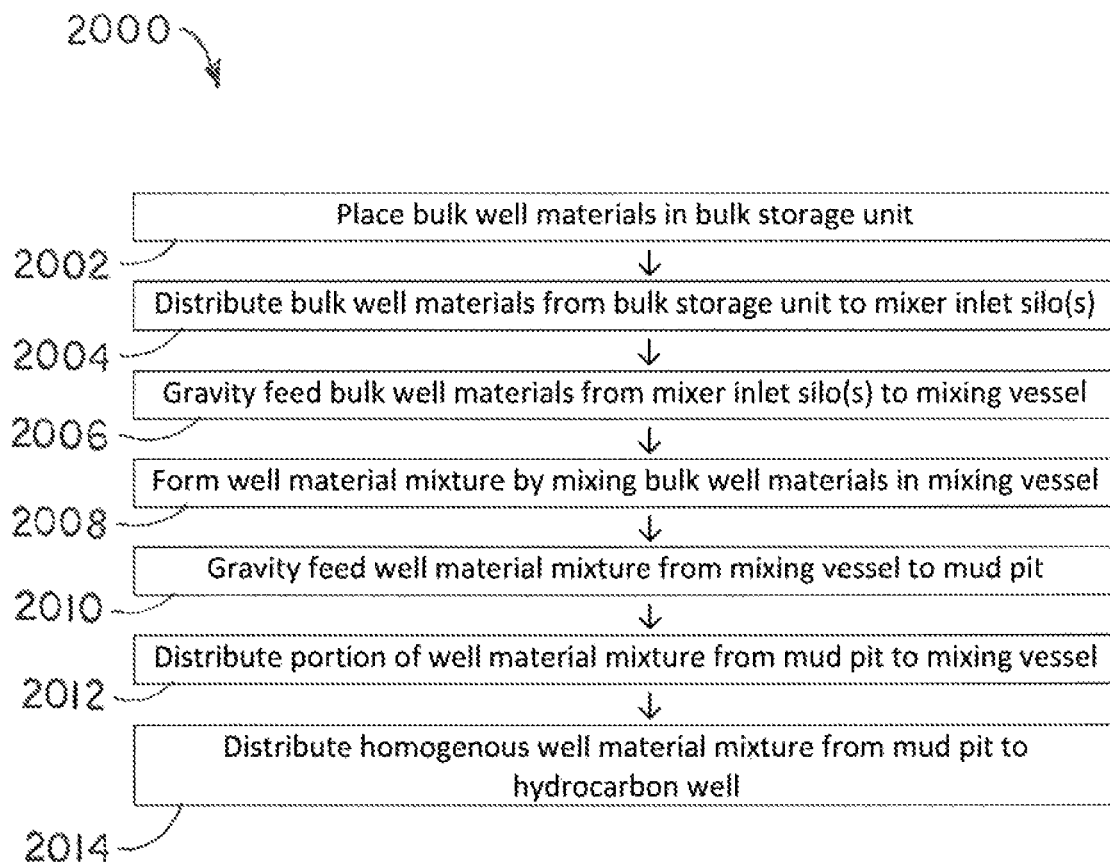 2000
Place bulk well materials in bulk storage unit
2002
Distribute bulk well materials from bulk storage unit to mixer inlet silo(s)
2004
Gravity feed bulk well materials from mixer inlet silo(s) to mixing vessel
2006
Form well material mixture by mixing bulk well materials in mixing vessel
2008
Gravity feed well material mixture from mixing vessel to mud pit
2010
Distribute portion of well material mixture from mud pit to mixing vessel
2012
Distribute homogenous well material mixture from mud pit to
hydrocarbon well
2014